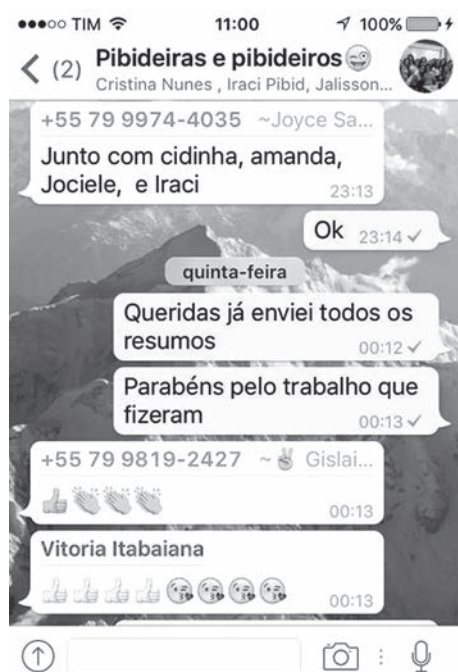 TIM 11:00 100%
(2) Pibideiras e pibideiros
Cristina Nunes , Iraci Pibid, Jalisson...
+55 79 9974-4035 ~Joyce Sa...
Junto com cidinha, amanda,
Jociele, e Iraci
23:13
Ok 23:14
quinta-feira
Queridas já enviei todos os
resumos
00:12
Parabéns pelo trabalho que
fizeram
00:13
+55 79 9819-2427 ~✌ Gislai...
👍👏👏👏
00:13
Vitoria Itabaiana
👍👍👍👍😘😘😘😘
00:13